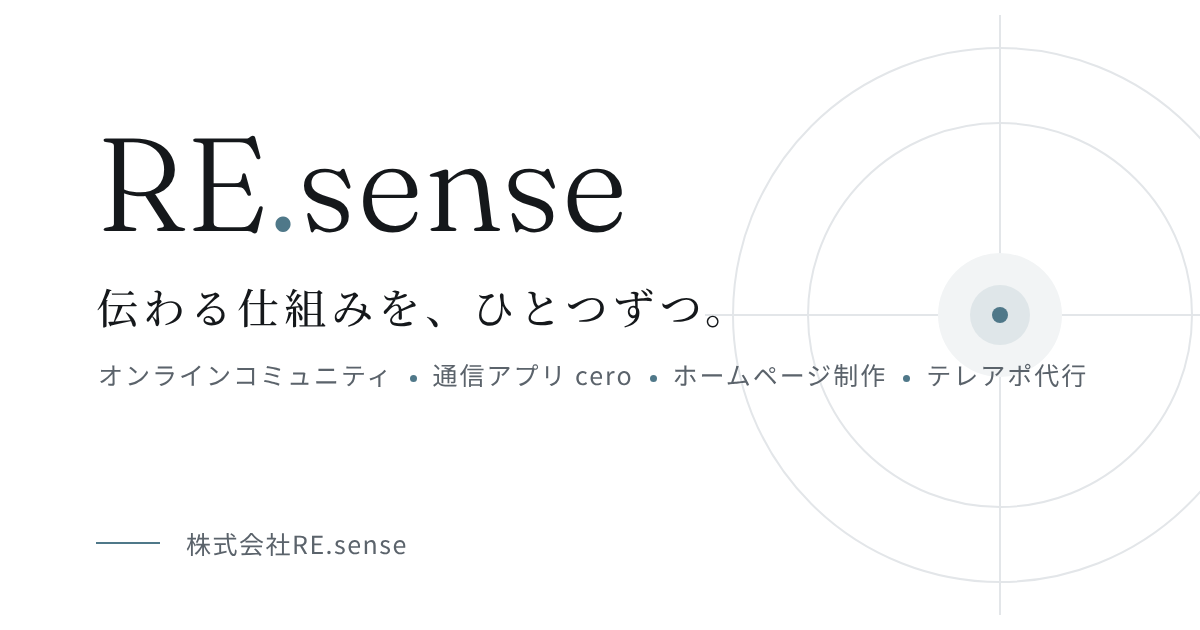 RE.sense
伝わる仕組みを、ひとつずつ。
オンラインコミュニティ • 通信アプリ cero • ホームページ制作 • テレアポ代行
株式会社RE.sense